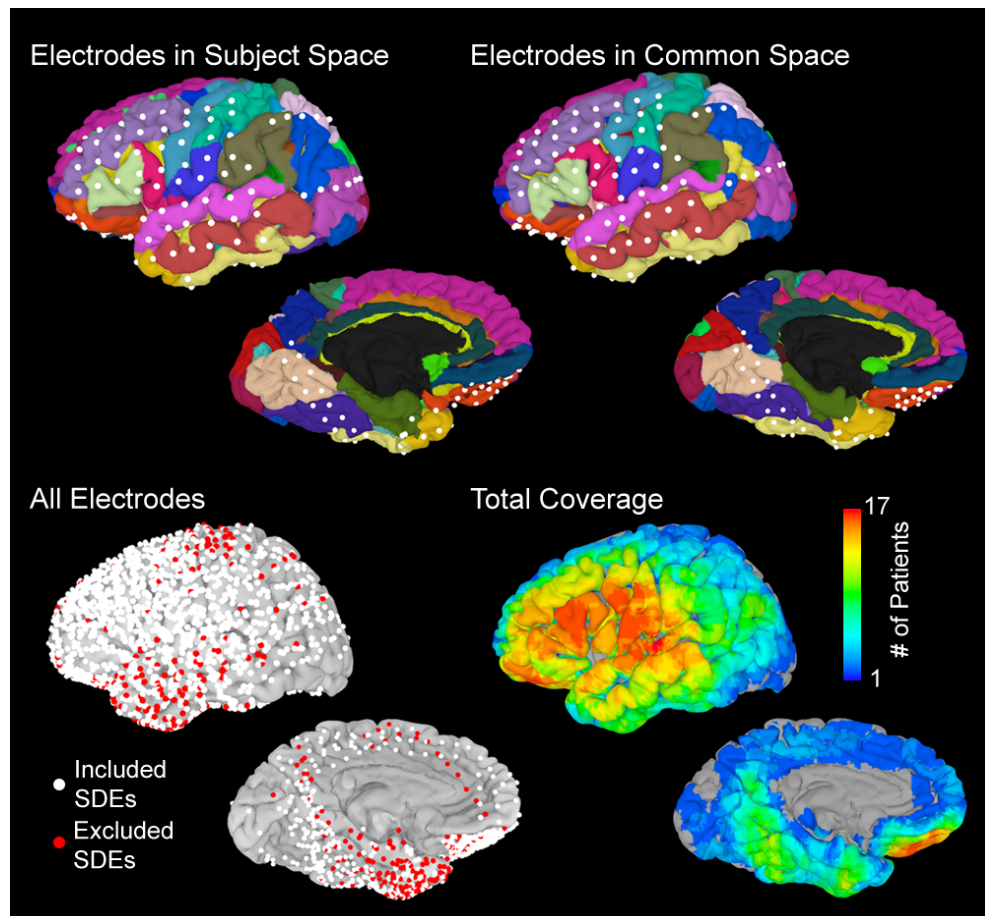 Electrodes in Subject Space
Electrodes in Common Space
All Electrodes
Total Coverage
17
# of Patients
1
Included
SDEs
Excluded
SDEs